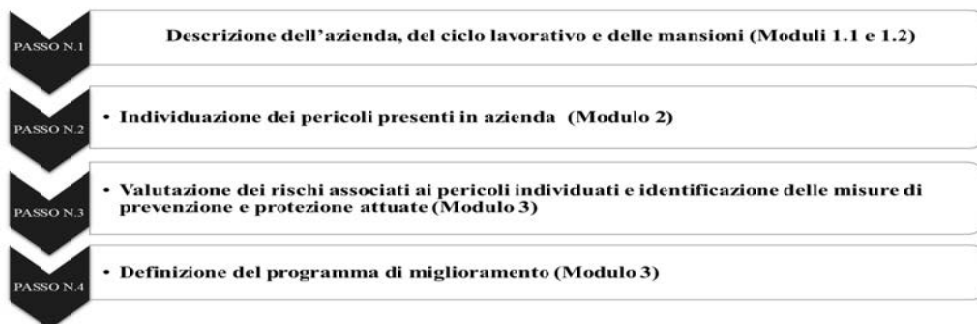 PASSO N.1
Descrizione dell'azienda, del ciclo lavorativo e delle mansioni (Moduli 1.1 e 1.2)
PASSO N.2
• Individuazione dei pericoli presenti in azienda (Modulo 2)
PASSO N.3
• Valutazione dei rischi associati ai pericoli individuati e identificazione delle misure di
prevenzione e protezione attuate (Modulo 3)
PASSO N.4
• Definizione del programma di miglioramento (Modulo 3)